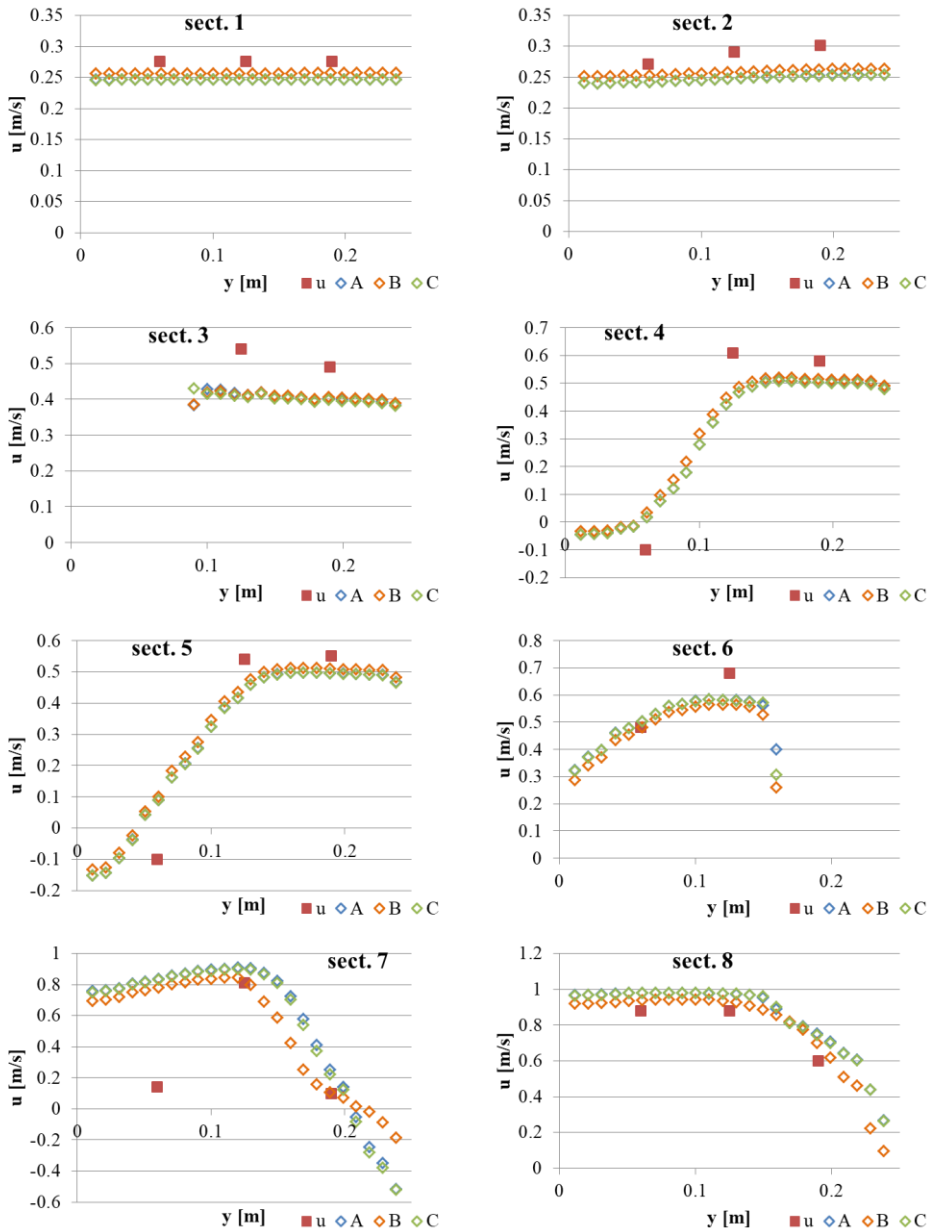 sect. 1
0.35
0.3
0.25
0.2
0.15
0.1
0.05
0
u [m/s]
0 0.1 0.2
y [m]
u A B C
sect. 2
0.35
0.3
0.25
0.2
0.15
0.1
0.05
0
u [m/s]
0 0.1 0.2
y [m]
u A B C
sect. 3
0.6
0.5
0.4
0.3
0.2
0.1
0
u [m/s]
0 0.1 0.2
y [m]
u A B C
sect. 4
0.7
0.6
0.5
0.4
0.3
0.2
0.1
0
-0.1
-0.2
u [m/s]
0 0.1 0.2
y [m]
u A B C
sect. 5
0.6
0.5
0.4
0.3
0.2
0.1
0
-0.1
-0.2
u [m/s]
0 0.1 0.2
y [m]
u A B C
sect. 6
0.8
0.7
0.6
0.5
0.4
0.3
0.2
0.1
0
u [m/s]
0 0.1 0.2
y [m]
u A B C
sect. 7
1
0.8
0.6
0.4
0.2
0
-0.2
-0.4
-0.6
u [m/s]
0 0.1 0.2
y [m]
u A B C
sect. 8
1.2
1
0.8
0.6
0.4
0.2
0
u [m/s]
0 0.1 0.2
y [m]
u A B C